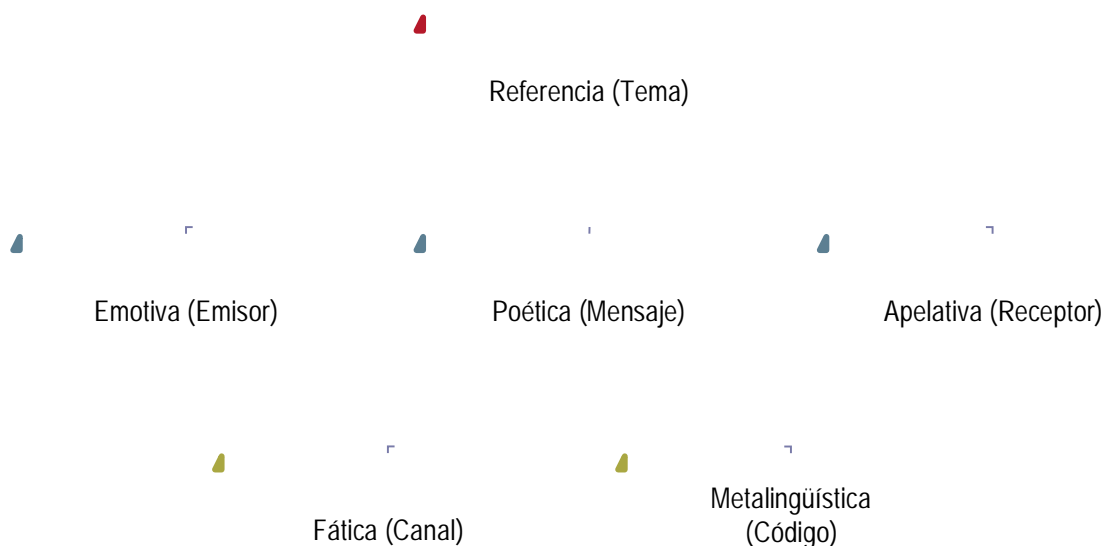 Referencia (Tema)
Emotiva (Emisor)
Poética (Mensaje)
Apelativa (Receptor)
Fática (Canal)
Metalingüística
(Código)